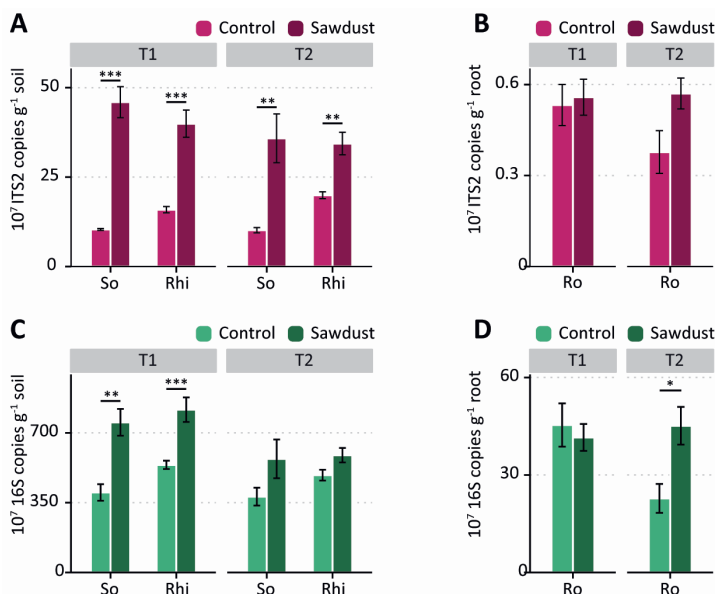 A
Control Sawdust
T1 T2
10⁷ ITS2 copies g⁻¹ soil
50
25
0
*** *** ** **
So Rhi So Rhi
B
Control Sawdust
T1 T2
10⁷ ITS2 copies g⁻¹ root
0.6
0.3
0
Ro Ro
C
Control Sawdust
T1 T2
10⁷ 16S copies g⁻¹ soil
700
350
0
** ***
So Rhi So Rhi
D
Control Sawdust
T1 T2
10⁷ 16S copies g⁻¹ root
60
30
0
*
Ro Ro